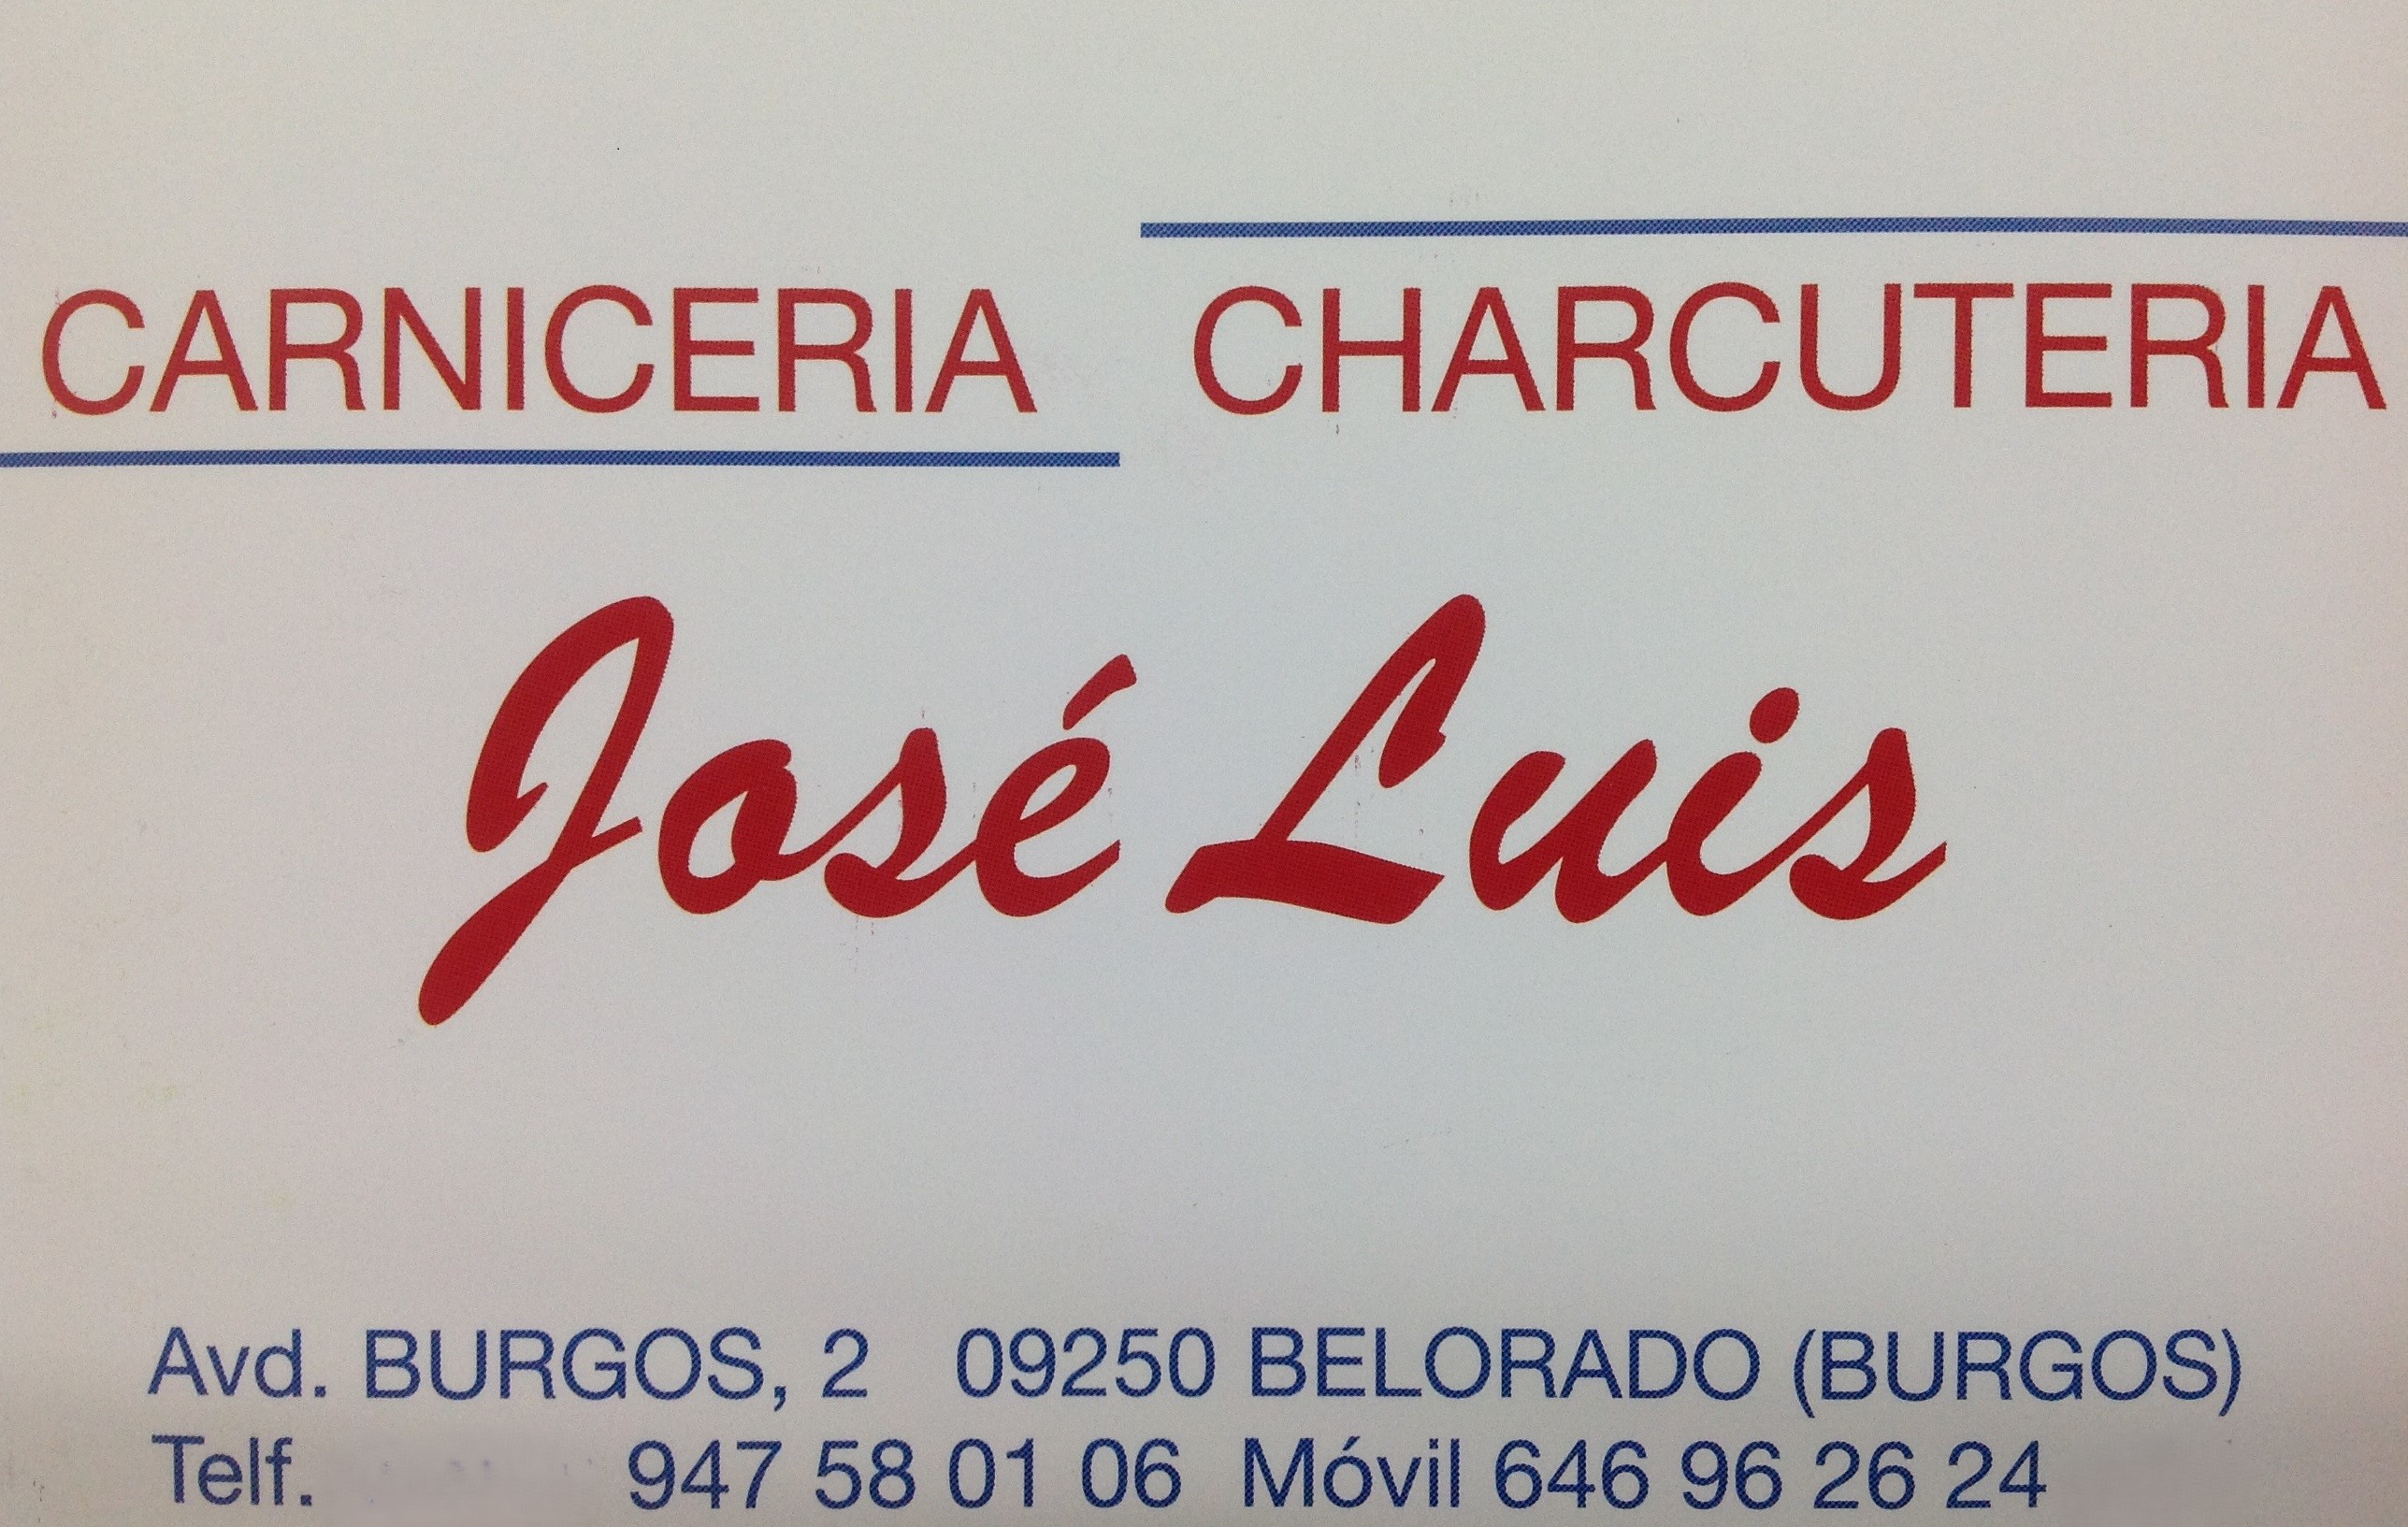 CARNICERIA CHARCUTERIA
José Luis
Avd. BURGOS, 2 09250 BELORADO (BURGOS)
Telf. 947 58 01 06 Móvil 646 96 26 24